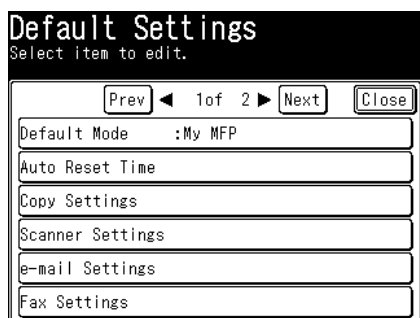 Default Settings
Select item to edit.
Prev ◀ 1of 2 ▶ Next Close
Default Mode :My MFP
Auto Reset Time
Copy Settings
Scanner Settings
e-mail Settings
Fax Settings